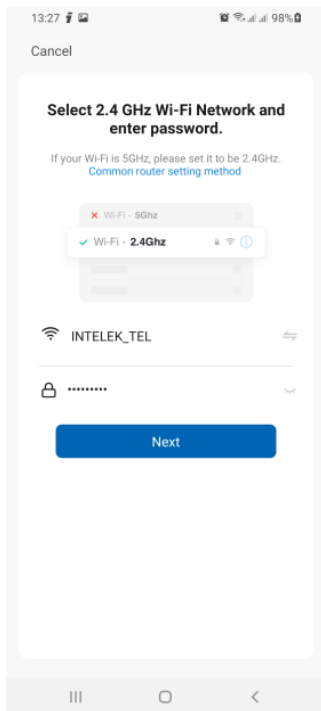 13:27 98%
Cancel
Select 2.4 GHz Wi-Fi Network and
enter password.
If your Wi-Fi is 5GHz, please set it to be 2.4GHz.
Common router setting method
Wi-Fi - 5Ghz
Wi-Fi - 2.4Ghz
INTELEK_TEL
•••••••••
Next